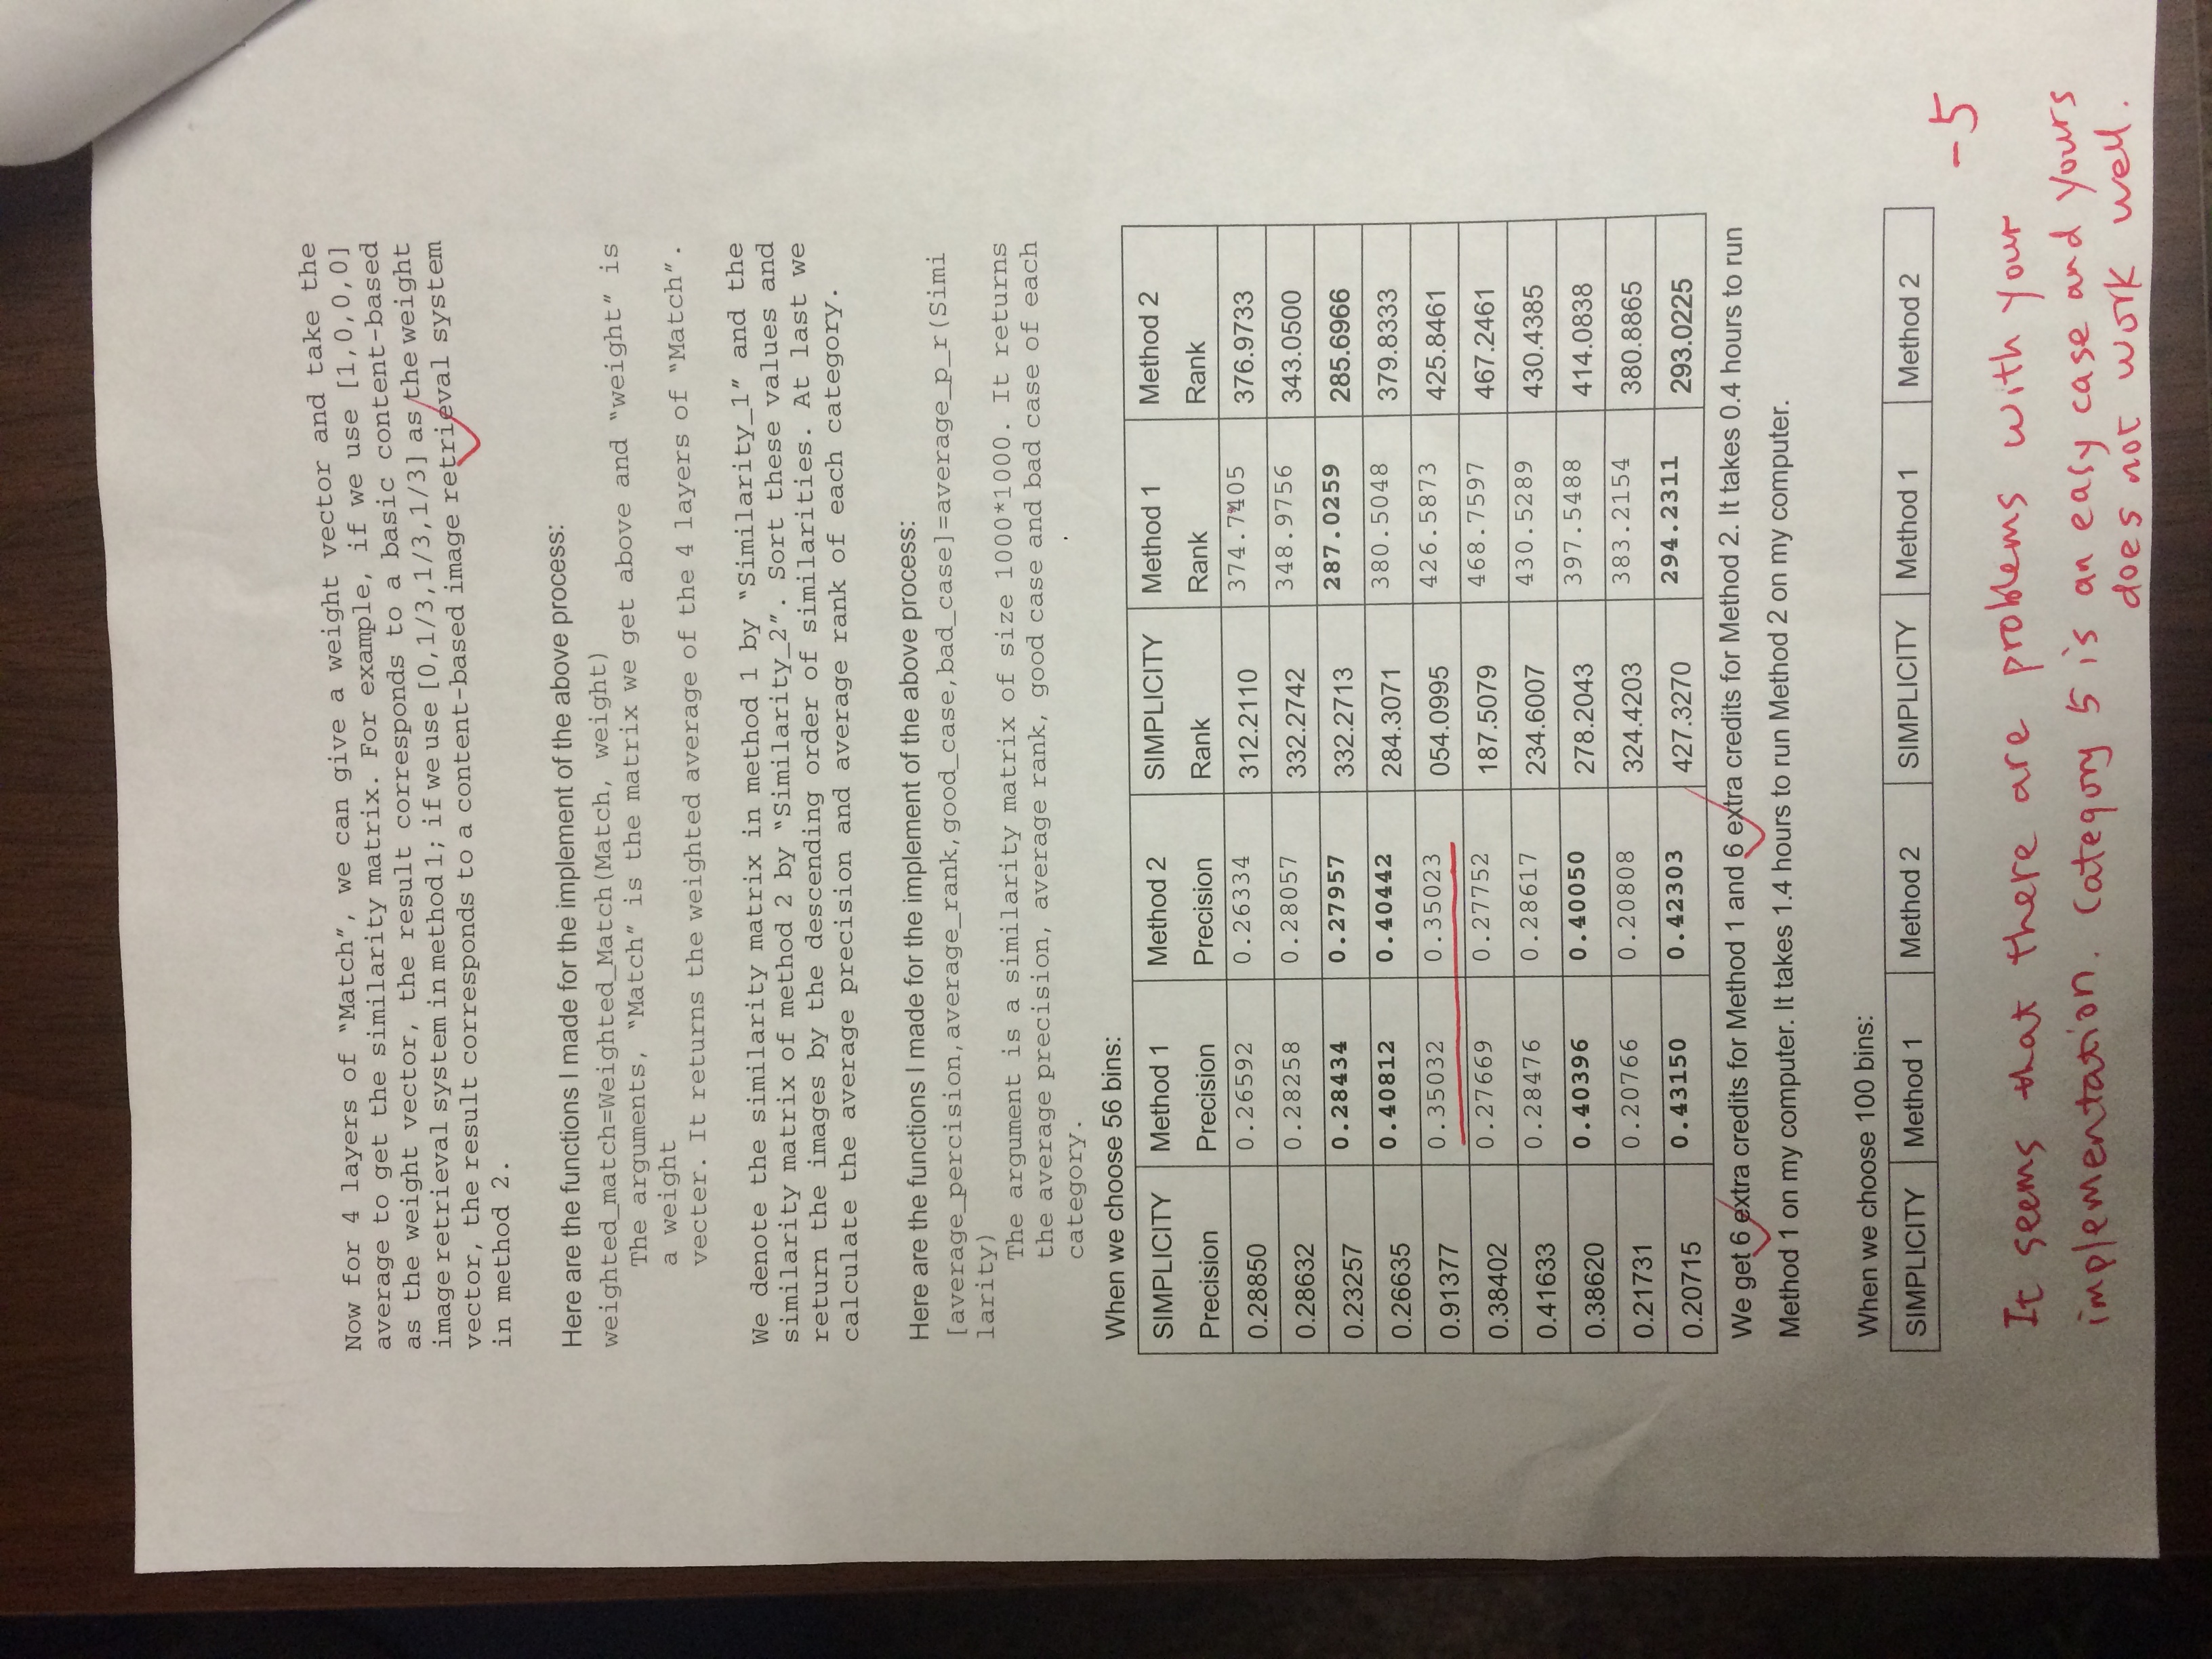 Now for 4 layers of “Match”, we can give a weight vector and take the
average to get the similarity matrix. For example, if we use [1,0,0,0]
as the weight vector, the result corresponds to a basic content-based
image retrieval system in method 1; if we use [0,1/3,1/3,1/3] as the weight
vector, the result corresponds to a content-based image retrieval system
in method 2.
Here are the functions I made for the implement of the above process:
weighted_match=Weighted_Match(Match, weight)
The arguments, “Match” is the matrix we get above and “weight” is
a weight
vecter. It returns the weighted average of the 4 layers of “Match”.
We denote the similarity matrix in method 1 by “Similarity_1” and the
similarity matrix of method 2 by “Similarity_2”. Sort these values and
return the images by the descending order of similarities. At last we
calculate the average precision and average rank of each category.
Here are the functions I made for the implement of the above process:
[average_percision,average_rank,good_case,bad_case]=average_p_r(Simi
larity)
The argument is a similarity matrix of size 1000*1000. It returns
the average precision, average rank, good case and bad case of each
category.
When we choose 56 bins:
SIMPLICITY Method 1 Method 2 SIMPLICITY Method 1 Method 2
Precision Precision Precision Rank Rank Rank
0.28850 0.26592 0.26334 312.2110 374.7405 376.9733
0.28632 0.28258 0.28057 332.2742 348.9756 343.0500
0.23257 0.28434 0.27957 332.2713 287.0259 285.6966
0.26635 0.40812 0.40442 284.3071 380.5048 379.8333
0.91377 0.35032 0.35023 054.0995 426.5873 425.8461
0.38402 0.27669 0.27752 187.5079 468.7597 467.2461
0.41633 0.28476 0.28617 234.6007 430.5289 430.4385
0.38620 0.40396 0.40050 278.2043 397.5488 414.0838
0.21731 0.20766 0.20808 324.4203 383.2154 380.8865
0.20715 0.43150 0.42303 427.3270 294.2311 293.0225
We get 6 extra credits for Method 1 and 6 extra credits for Method 2. It takes 0.4 hours to run
Method 1 on my computer. It takes 1.4 hours to run Method 2 on my computer.
When we choose 100 bins:
SIMPLICITY Method 1 Method 2 SIMPLICITY Method 1 Method 2
-5
It seems that there are problems with your
implementation. Category 5 is an easy case and yours
does not work well.